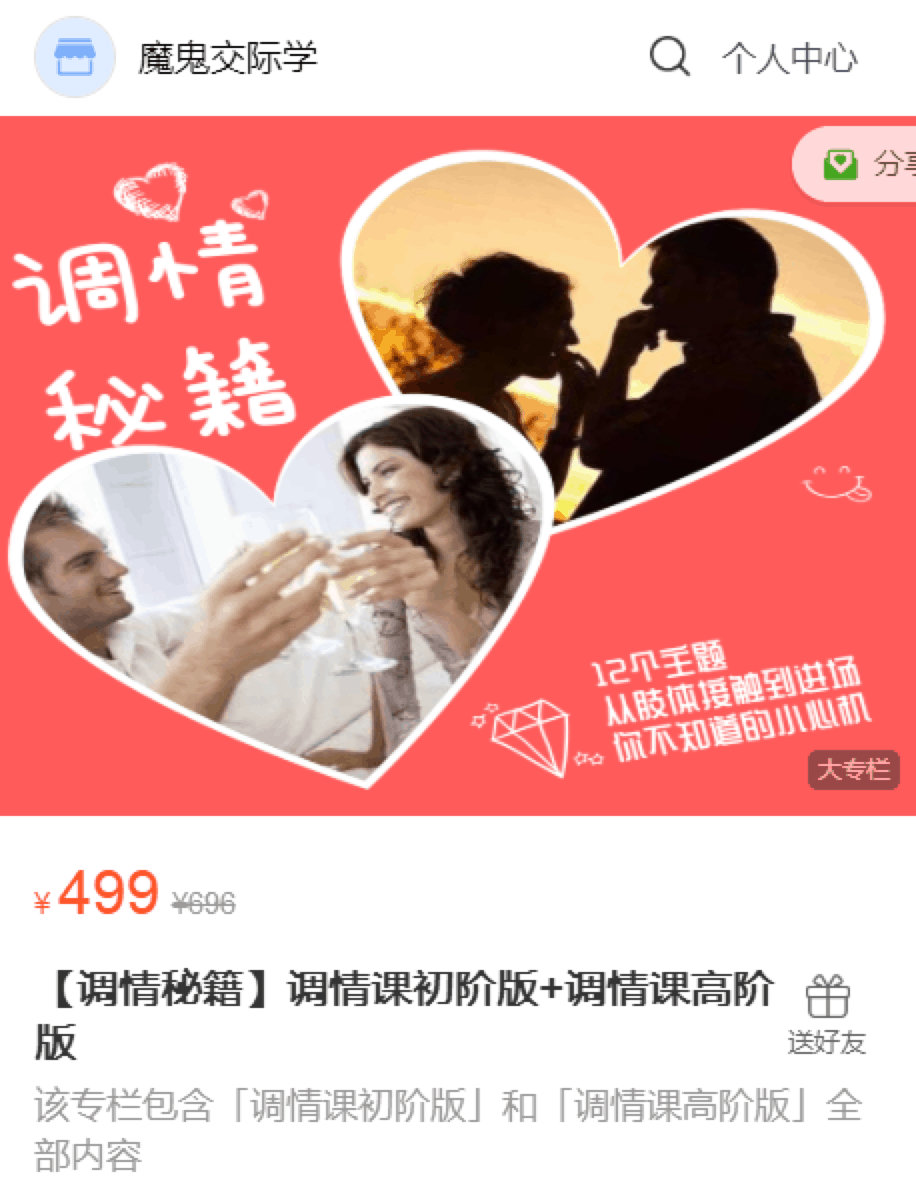 魔鬼交际学
个人中心
分享
调情
秘籍
12个主题
从肢体接触到进场
你不知道的小心机
大专栏
¥499 ¥696
【调情秘籍】调情课初阶版+调情课高阶
版
送好友
该专栏包含「调情课初阶版」和「调情课高阶版」全
部内容